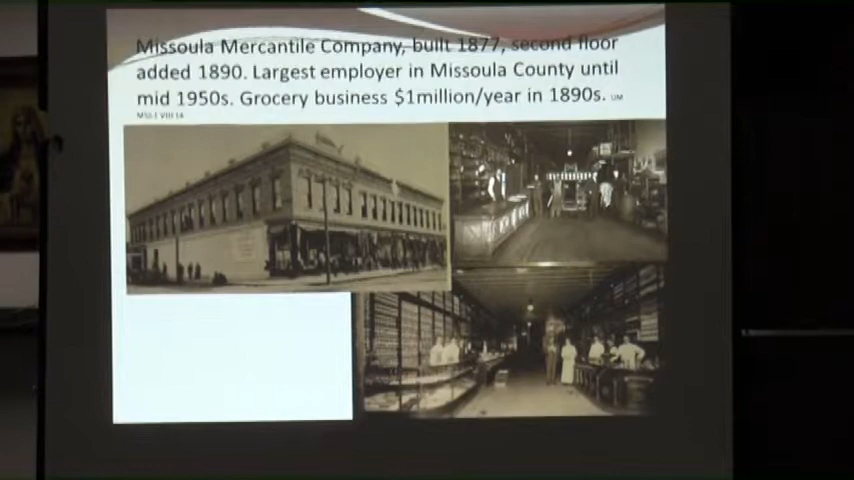 Missoula Mercantile Company, built 1877, second floor
added 1890. Largest employer in Missoula County until
mid 1950s. Grocery business $1million/year in 1890s. UM